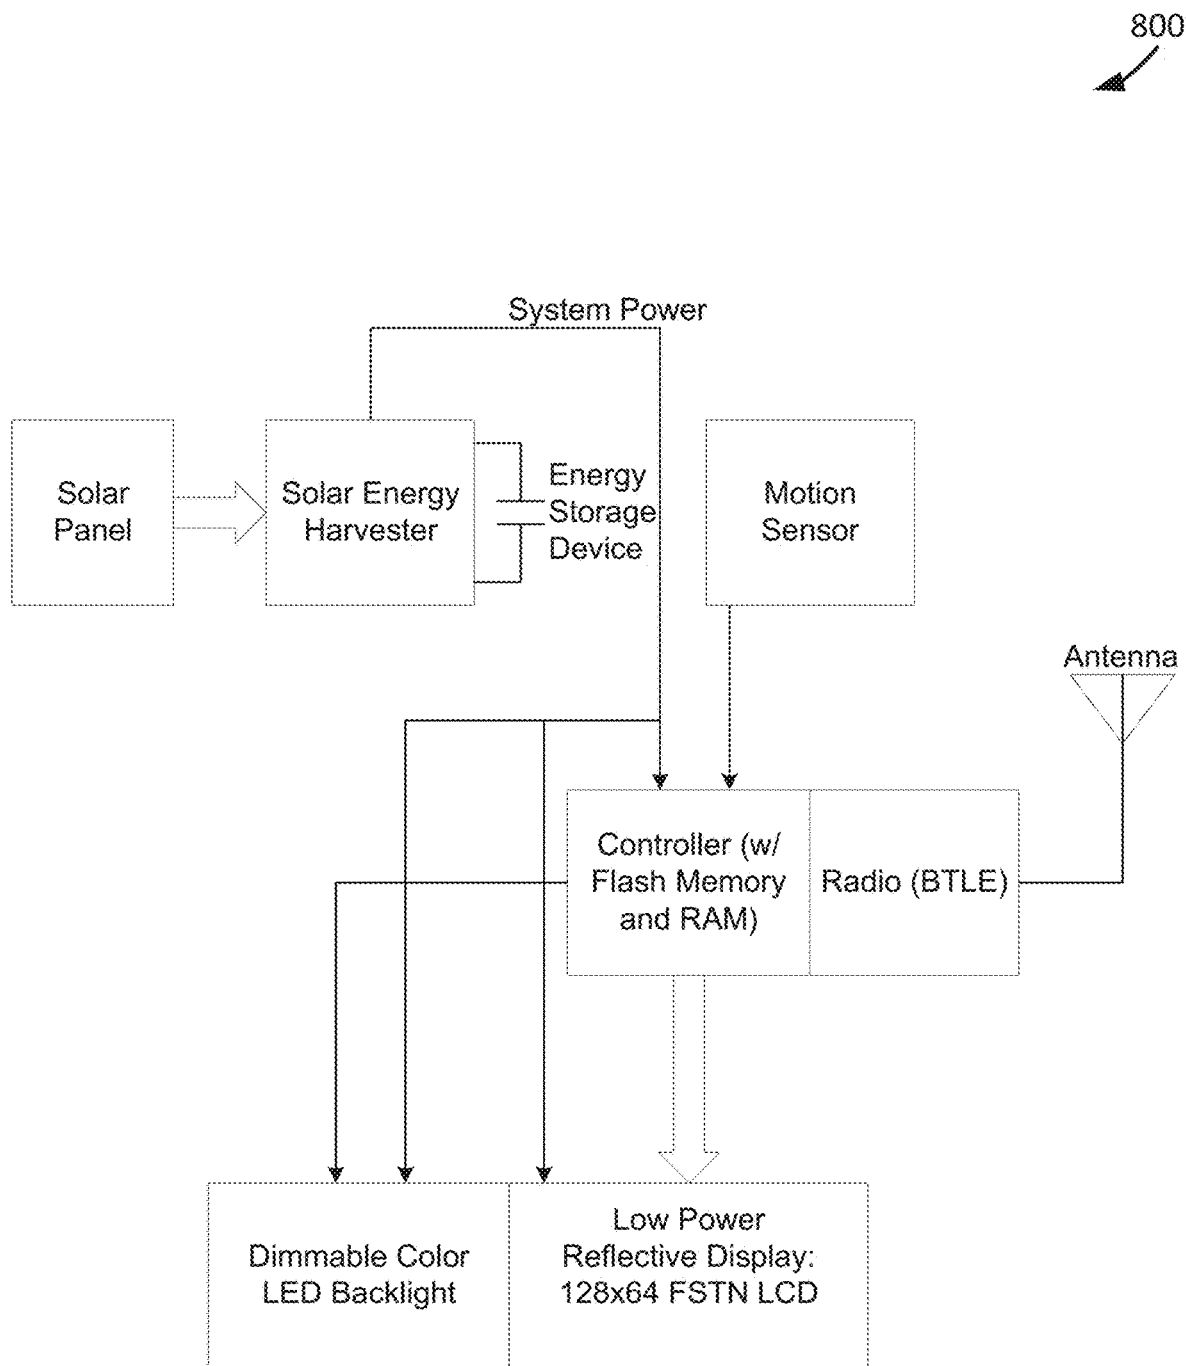 800
System Power
Solar
Panel
Solar Energy
Harvester
Energy
Storage
Device
Motion
Sensor
Antenna
Controller (w/
Flash Memory
and RAM)
Radio (BTLE)
Dimmable Color
LED Backlight
Low Power
Reflective Display:
128x64 FSTN LCD